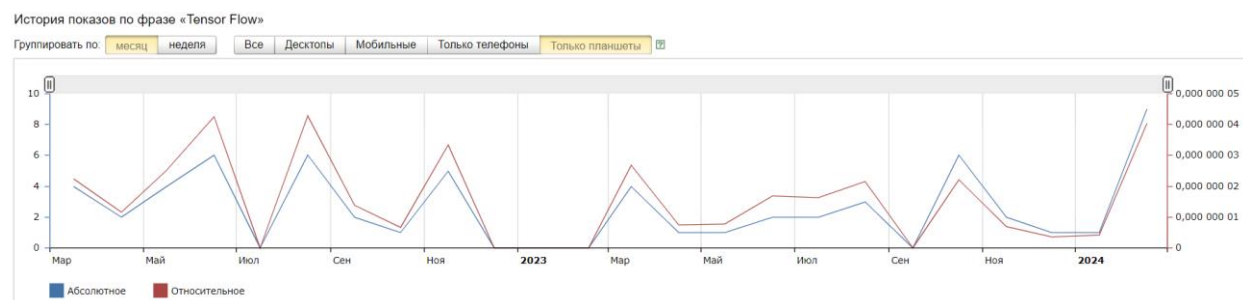 История показов по фразе «Tensor Flow»
Группировать по: месяц неделя Все Десктопы Мобильные Только телефоны Только планшеты ?
10 0,000 000 05
8 0,000 000 04
6 0,000 000 03
4 0,000 000 02
2 0,000 000 01
0 0
Мар Май Июл Сен Ноя 2023 Мар Май Июл Сен Ноя 2024
Абсолютное Относительное